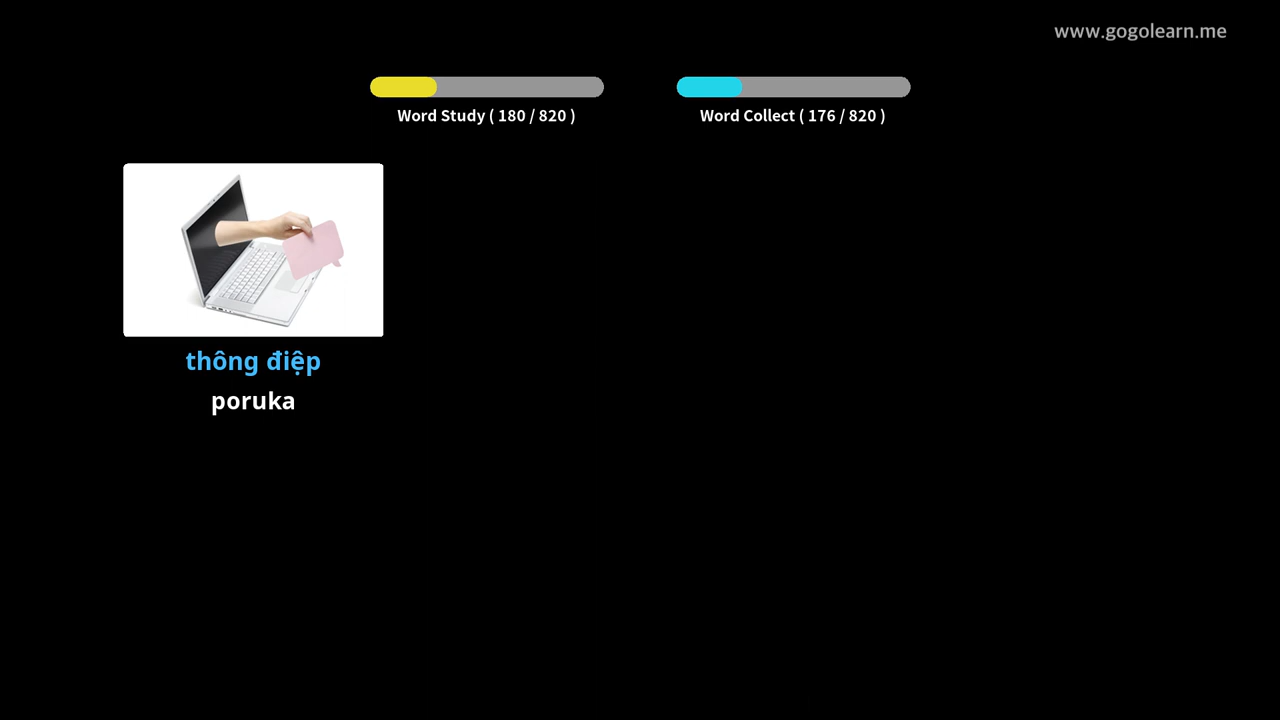 www.gogolearn.me
Word Study ( 180 / 820 )
Word Collect ( 176 / 820 )
thông điệp
poruka